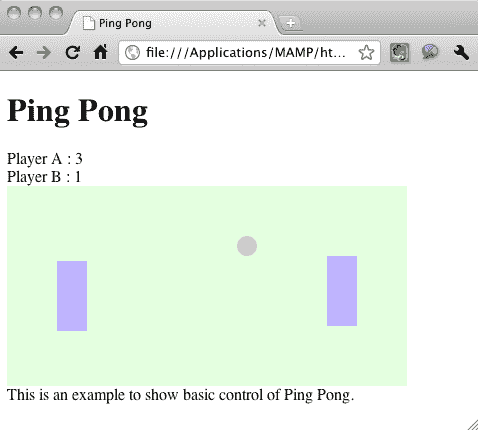 Ping Pong
file:///Applications/MAMP/ht...
Ping Pong
Player A : 3
Player B : 1
This is an example to show basic control of Ping Pong.